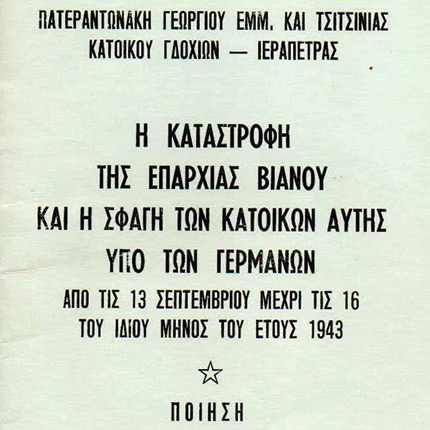 ΠΑΤΕΡΑΝΤΩΝΑΚΗ ΓΕΩΡΓΙΟΥ ΕΜΜ. ΚΑΙ ΤΣΙΤΣΙΝΙΑΣ
ΚΑΤΟΙΚΟΥ ΓΔΟΧΙΩΝ — ΙΕΡΑΠΕΤΡΑΣ
Η ΚΑΤΑΣΤΡΟΦΗ
ΤΗΣ ΕΠΑΡΧΙΑΣ ΒΙΑΝΟΥ
ΚΑΙ Η ΣΦΑΓΗ ΤΩΝ ΚΑΤΟΙΚΩΝ ΑΥΤΗΣ
ΥΠΟ ΤΩΝ ΓΕΡΜΑΝΩΝ
ΑΠΟ ΤΙΣ 13 ΣΕΠΤΕΜΒΡΙΟΥ ΜΕΧΡΙ ΤΙΣ 16
ΤΟΥ ΙΔΙΟΥ ΜΗΝΟΣ ΤΟΥ ΕΤΟΥΣ 1943
ΠΟΙΗΣΗ